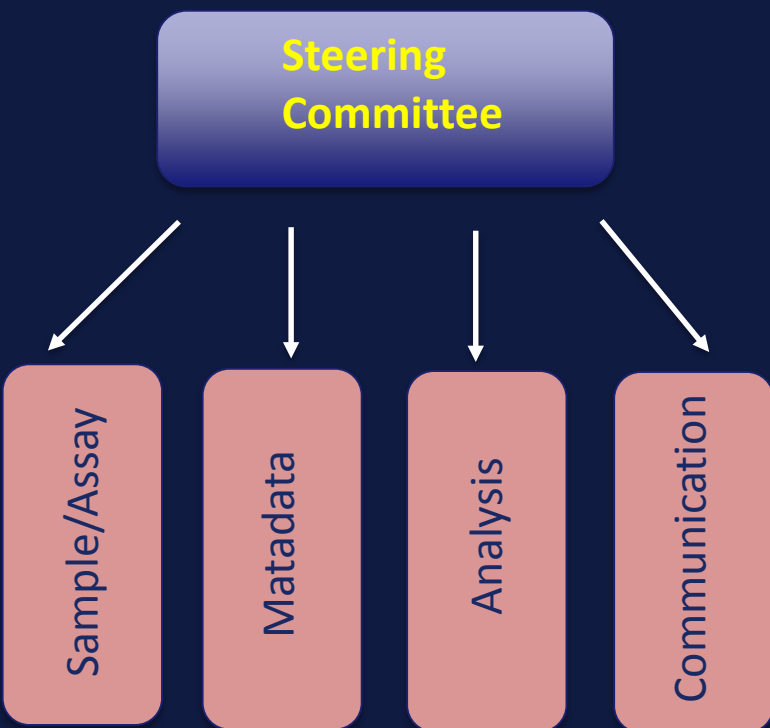 Steering
Committee
Sample/Assay
Matadata
Analysis
Communication